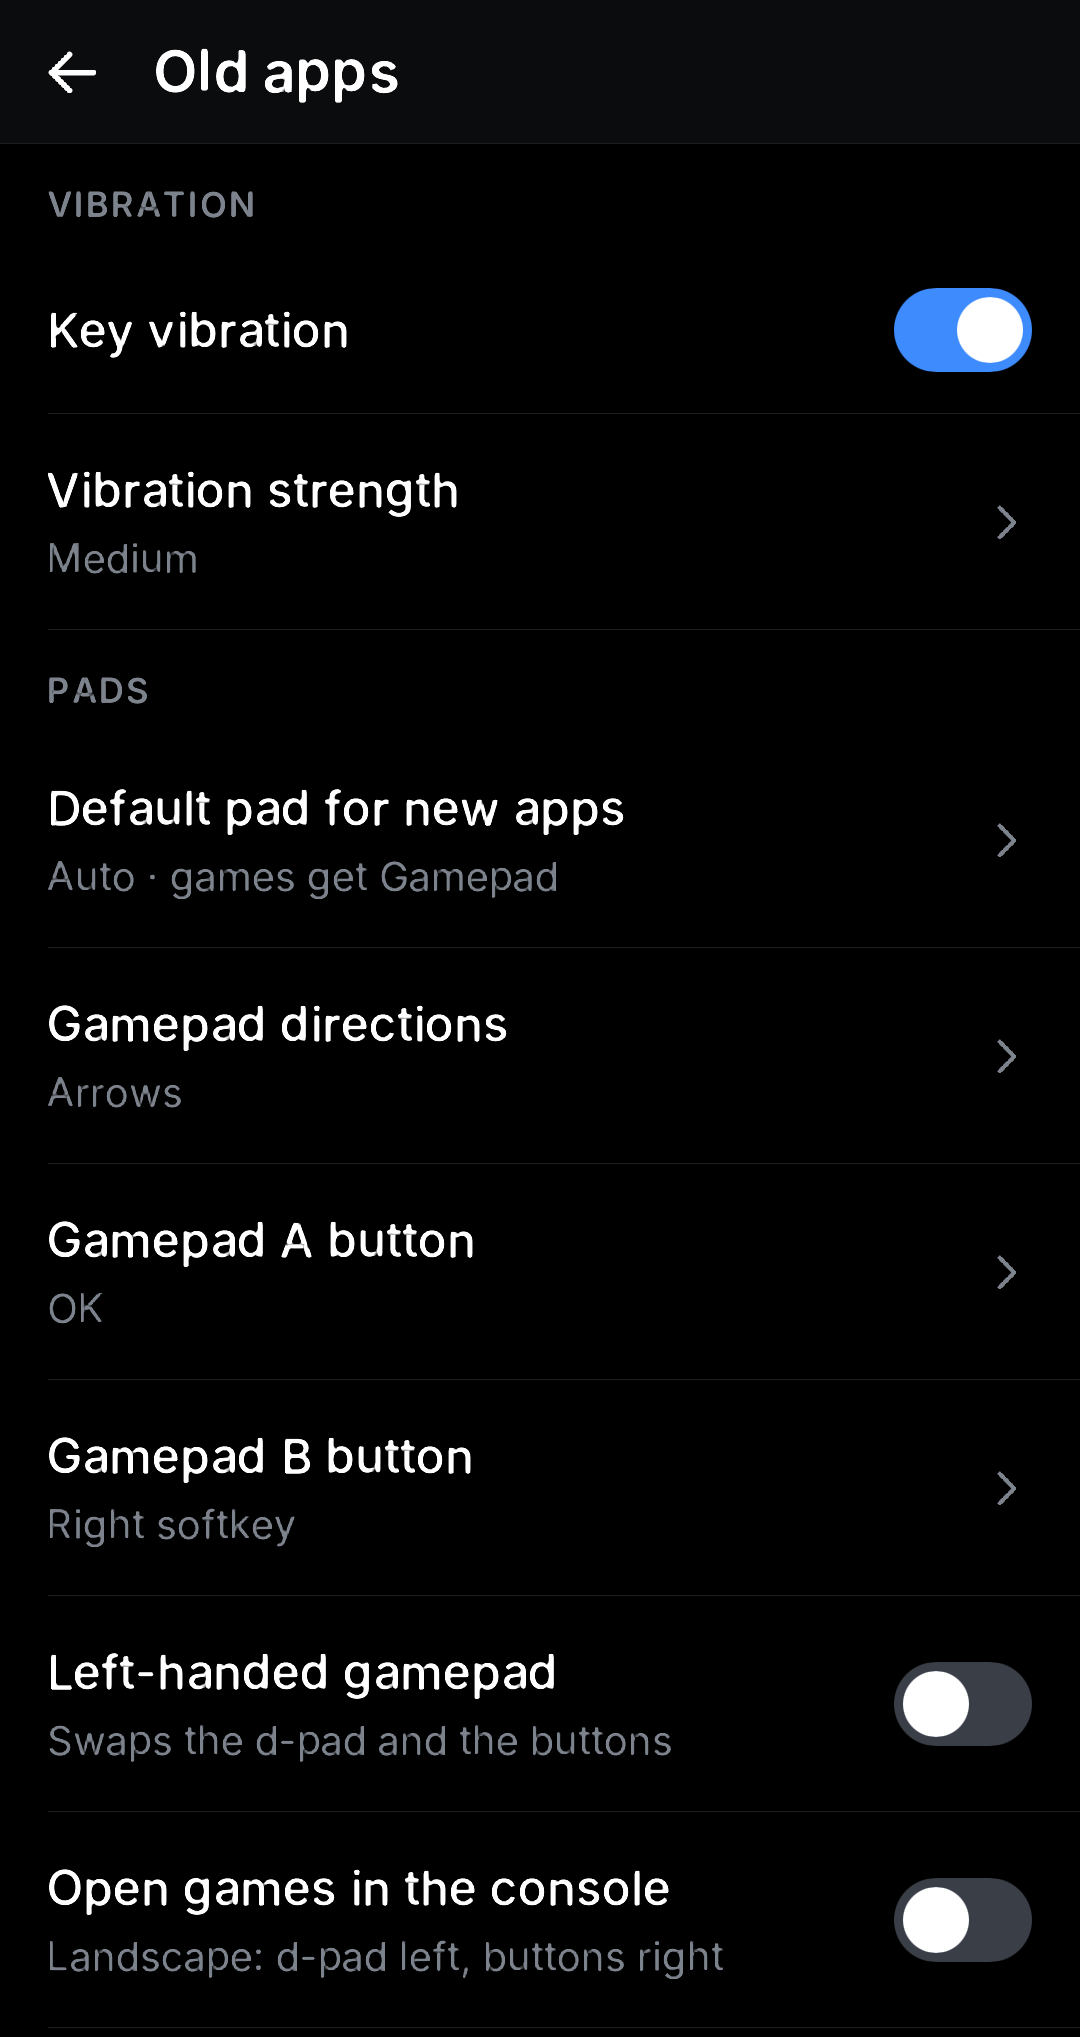 Old apps
VIBRATION
Key vibration
Vibration strength
Medium
PADS
Default pad for new apps
Auto · games get Gamepad
Gamepad directions
Arrows
Gamepad A button
OK
Gamepad B button
Right softkey
Left-handed gamepad
Swaps the d-pad and the buttons
Open games in the console
Landscape: d-pad left, buttons right